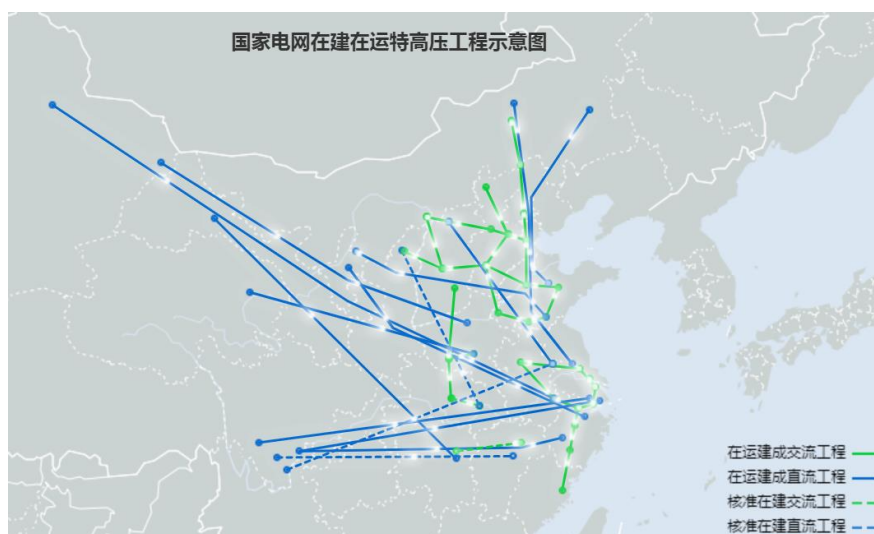 国家电网在建在运特高压工程示意图
在运建成交流工程
在运建成直流工程
核准在建交流工程
核准在建直流工程